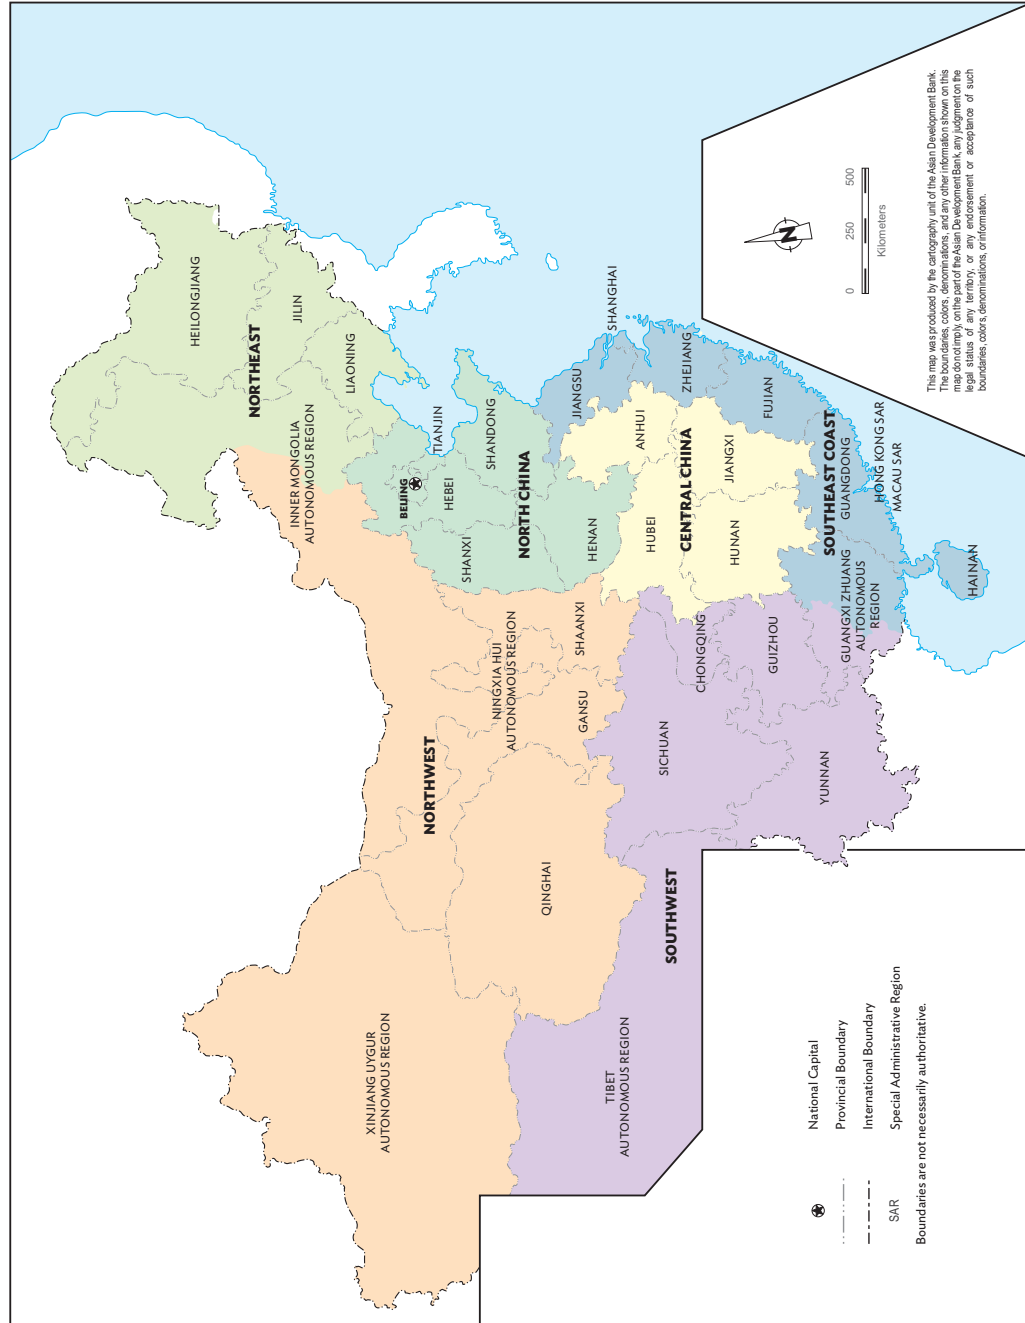 HEILONGJIANG
NORTHEAST
JILIN
LIAONING
INNER MONGOLIA
AUTONOMOUS REGION
BEIJING
TIANJIN
HEBEI
SHANXI
SHANDONG
NORTH CHINA
HENAN
JIANGSU
SHANGHAI
ANHUI
ZHEJIANG
HUBEI
CENTRAL CHINA
JIANGXI
HUNAN
FUJIAN
SOUTHEAST COAST
GUANGDONG
HONG KONG SAR
MACAU SAR
GUANGXI ZHUANG
AUTONOMOUS
REGION
HAINAN
NORTHWEST
NINGXIA HUI
AUTONOMOUS REGION
SHAANXI
GANSU
QINGHAI
XINJIANG UYGUR
AUTONOMOUS REGION
CHONGQING
SICHUAN
GUIZHOU
YUNNAN
SOUTHWEST
TIBET
AUTONOMOUS REGION
N
0 250 500
Kilometers
National Capital
Provincial Boundary
International Boundary
SAR Special Administrative Region
Boundaries are not necessarily authoritative.
This map was produced by the cartography unit of the Asian Development Bank.
The boundaries, colors, denominations, and any other information shown on this
map do not imply, on the part of the Asian Development Bank, any judgment on the
legal status of any territory, or any endorsement or acceptance of such
boundaries, colors, denominations, or information.